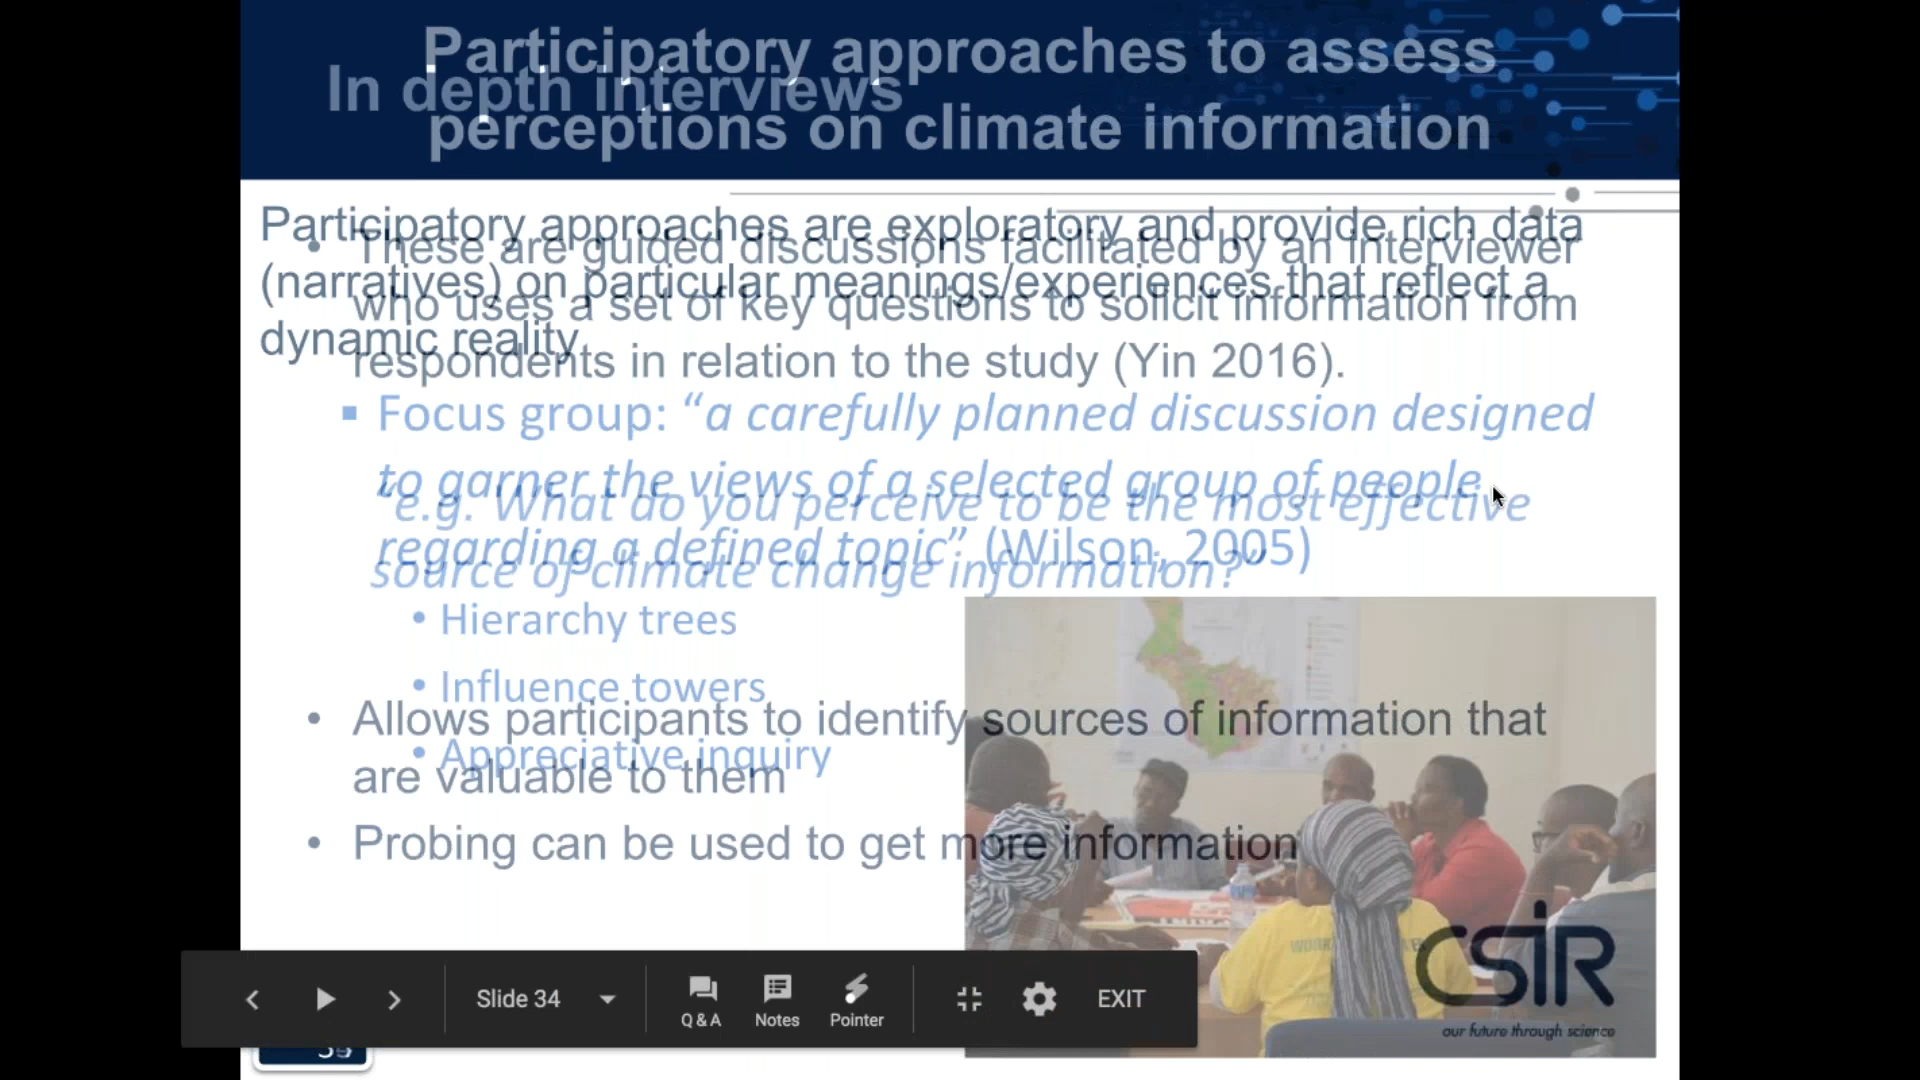 Participatory approaches to assess
perceptions on climate information
In depth interviews
Participatory approaches are exploratory and provide rich data
(narratives) on particular meanings/experiences that reflect a
dynamic reality
• These are guided discussions facilitated by an interviewer
who uses a set of key questions to solicit information from
respondents in relation to the study (Yin 2016).
▪ Focus group: “a carefully planned discussion designed
to garner the views of a selected group of people
regarding a defined topic” (Wilson, 2005)
“e.g. What do you perceive to be the most effective
source of climate change information?”
• Hierarchy trees
• Influence towers
• Appreciative inquiry
• Allows participants to identify sources of information that
are valuable to them
• Probing can be used to get more information
CSIR
our future through science
Slide 34
Q & A
Notes
Pointer
EXIT